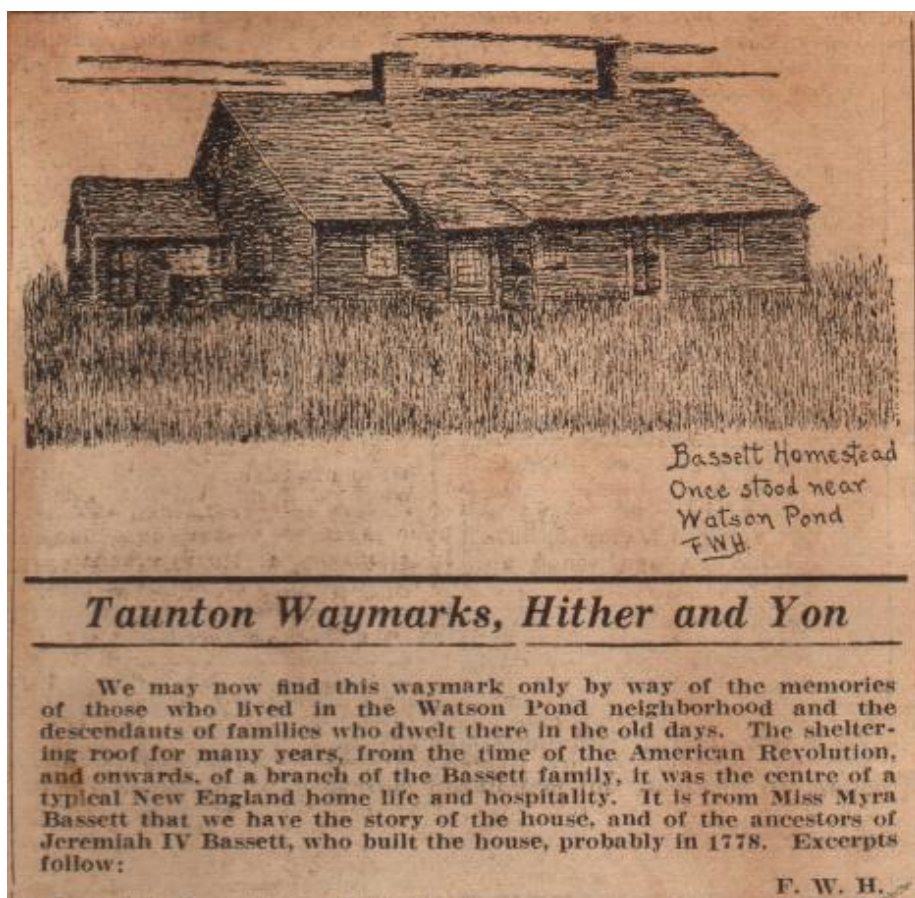 Bassett Homestead
Once stood near
Watson Pond
FWH.
Taunton Waymarks, Hither and Yon
We may now find this waymark only by way of the memories
of those who lived in the Watson Pond neighborhood and the
descendants of families who dwelt there in the old days. The shelter-
ing roof for many years, from the time of the American Revolution,
and onwards, of a branch of the Bassett family, it was the centre of a
typical New England home life and hospitality. It is from Miss Myra
Bassett that we have the story of the house, and of the ancestors of
Jeremiah IV Bassett, who built the house, probably in 1778. Excerpts
follow:
F. W. H.